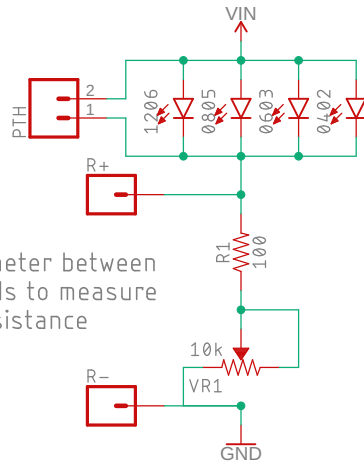 VIN
2
1
PTH
1206
0805
0603
0402
R+
R1
100
neter between
ls to measure
sistance
10k
VR1
R-
GND